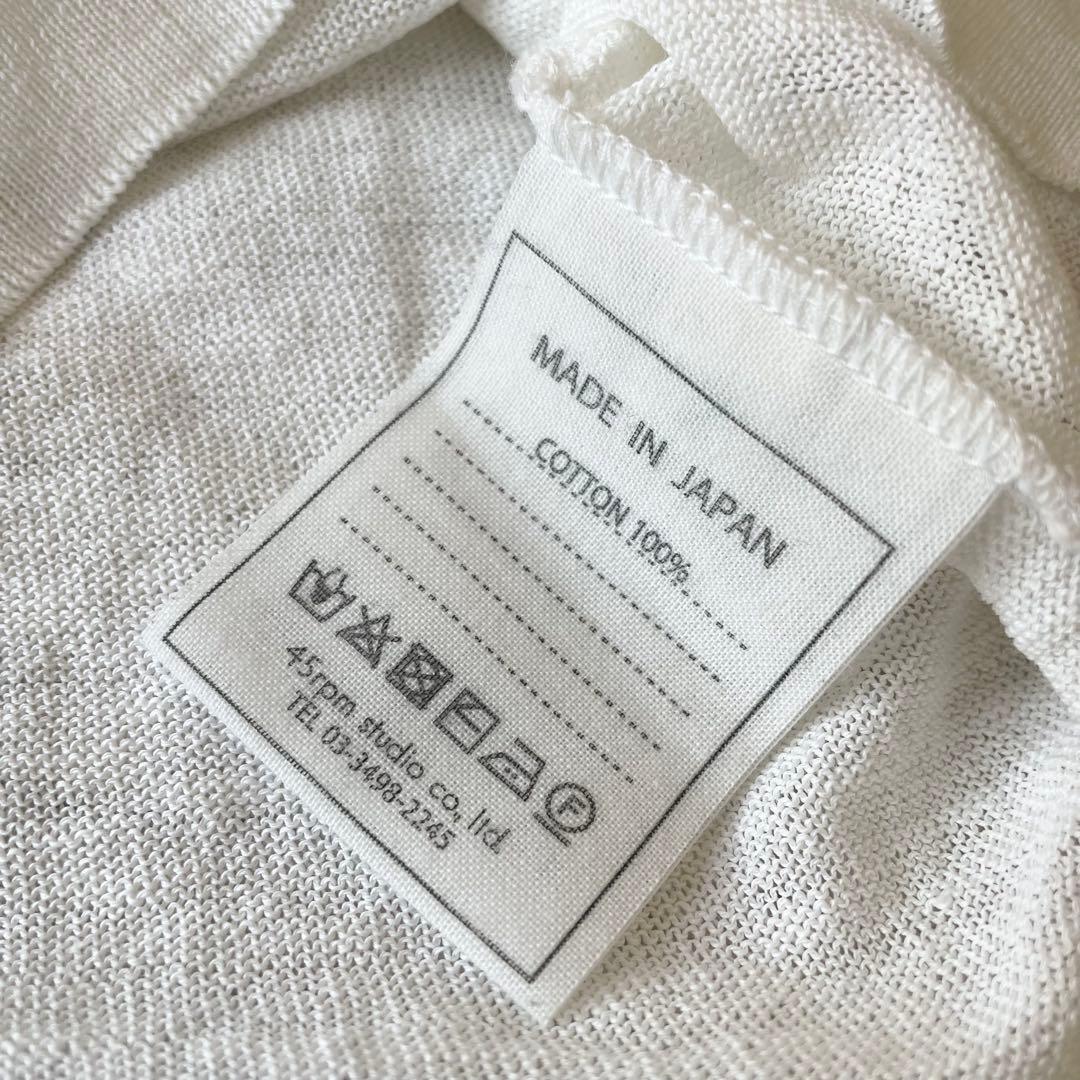 MADE IN JAPAN
COTTON 100%
F
45rpm studio co., ltd.
TEL 03-3498-2245